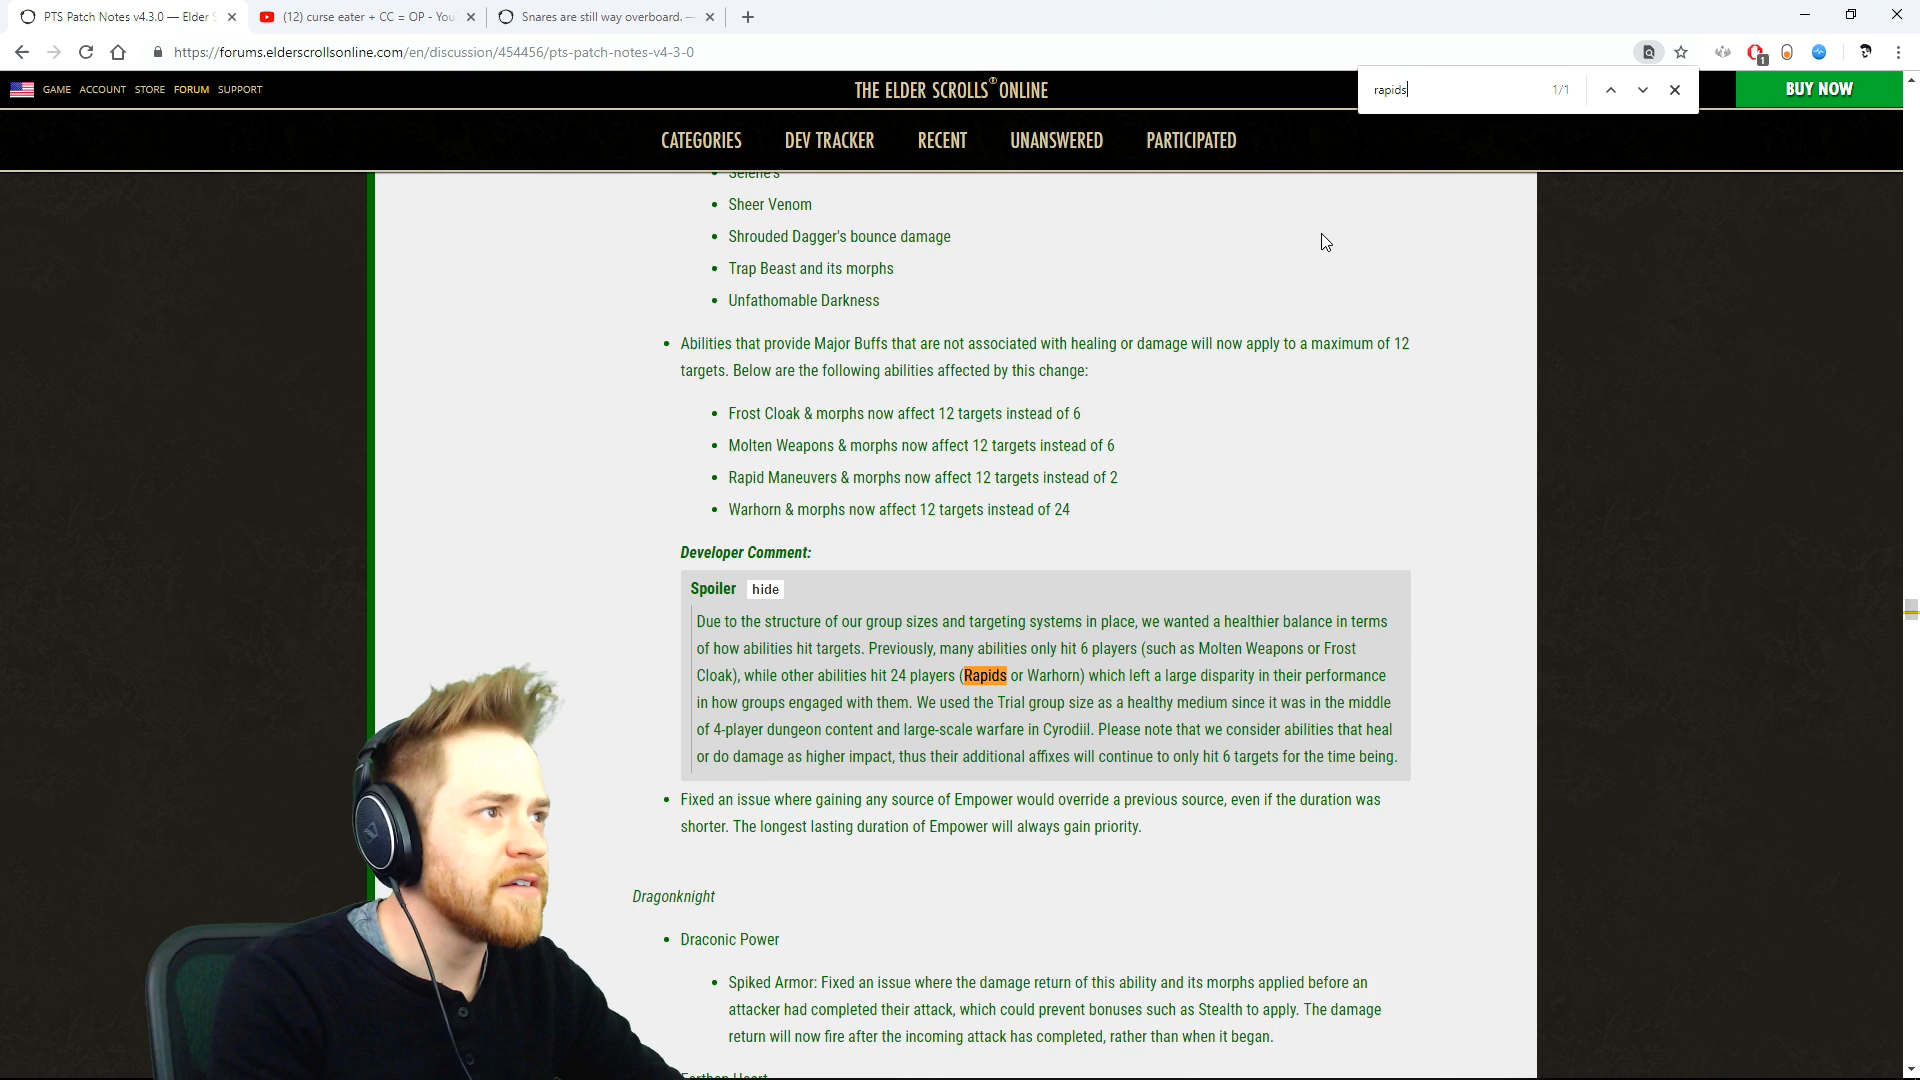 PTS Patch Notes v4.3.0 — Elder S
(12) curse eater + CC = OP - You
Snares are still way overboard. —
https://forums.elderscrollsonline.com/en/discussion/454456/pts-patch-notes-v4-3-0
1
GAME ACCOUNT STORE FORUM SUPPORT
THE ELDER SCROLLS ONLINE
rapids
1/1
BUY NOW
CATEGORIES DEV TRACKER RECENT UNANSWERED PARTICIPATED
• Selene's
• Sheer Venom
• Shrouded Dagger's bounce damage
• Trap Beast and its morphs
• Unfathomable Darkness
• Abilities that provide Major Buffs that are not associated with healing or damage will now apply to a maximum of 12
targets. Below are the following abilities affected by this change:
• Frost Cloak & morphs now affect 12 targets instead of 6
• Molten Weapons & morphs now affect 12 targets instead of 6
• Rapid Maneuvers & morphs now affect 12 targets instead of 2
• Warhorn & morphs now affect 12 targets instead of 24
Developer Comment:
Spoiler hide
Due to the structure of our group sizes and targeting systems in place, we wanted a healthier balance in terms
of how abilities hit targets. Previously, many abilities only hit 6 players (such as Molten Weapons or Frost
Cloak), while other abilities hit 24 players (Rapids or Warhorn) which left a large disparity in their performance
in how groups engaged with them. We used the Trial group size as a healthy medium since it was in the middle
of 4-player dungeon content and large-scale warfare in Cyrodiil. Please note that we consider abilities that heal
or do damage as higher impact, thus their additional affixes will continue to only hit 6 targets for the time being.
• Fixed an issue where gaining any source of Empower would override a previous source, even if the duration was
shorter. The longest lasting duration of Empower will always gain priority.
Dragonknight
• Draconic Power
• Spiked Armor: Fixed an issue where the damage return of this ability and its morphs applied before an
attacker had completed their attack, which could prevent bonuses such as Stealth to apply. The damage
return will now fire after the incoming attack has completed, rather than when it began.
Earthen Heart